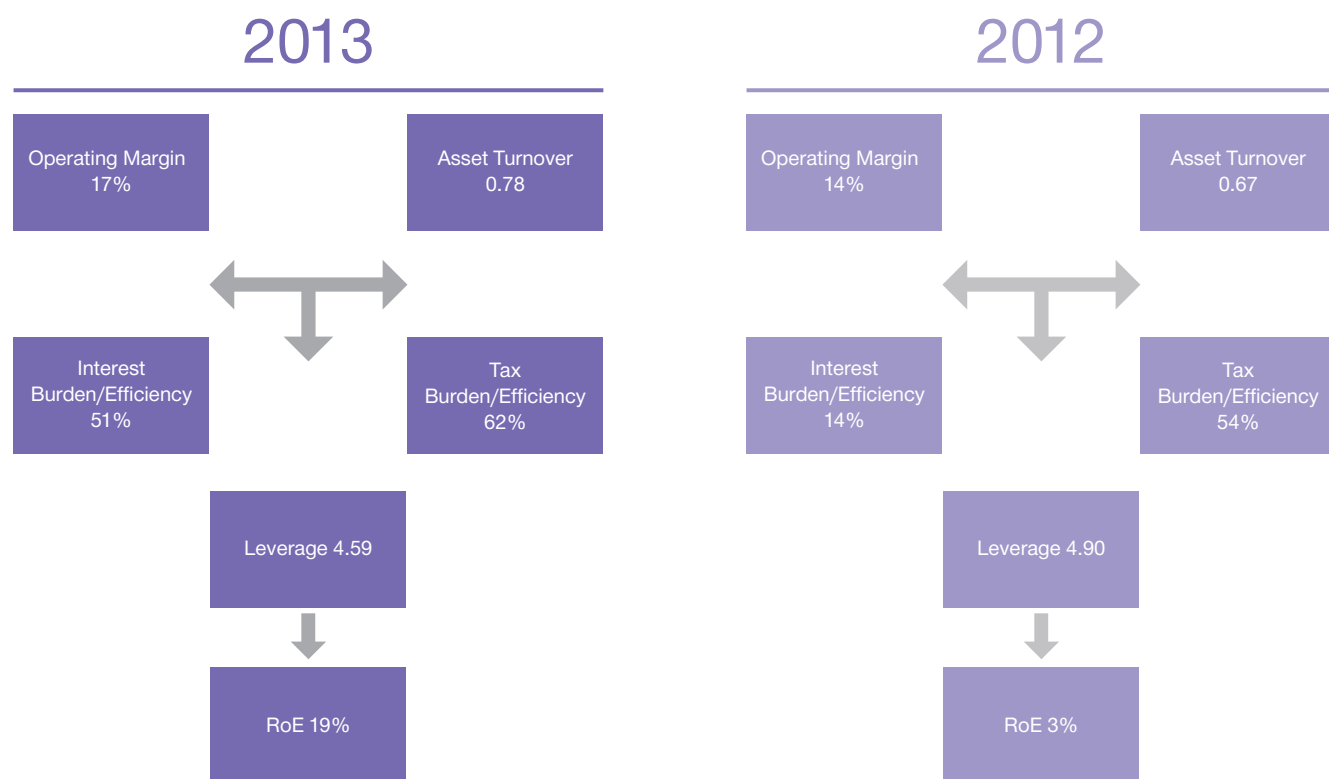 2013
Operating Margin
17%
Asset Turnover
0.78
Interest
Burden/Efficiency
51%
Tax
Burden/Efficiency
62%
Leverage 4.59
RoE 19%
2012
Operating Margin
14%
Asset Turnover
0.67
Interest
Burden/Efficiency
14%
Tax
Burden/Efficiency
54%
Leverage 4.90
RoE 3%